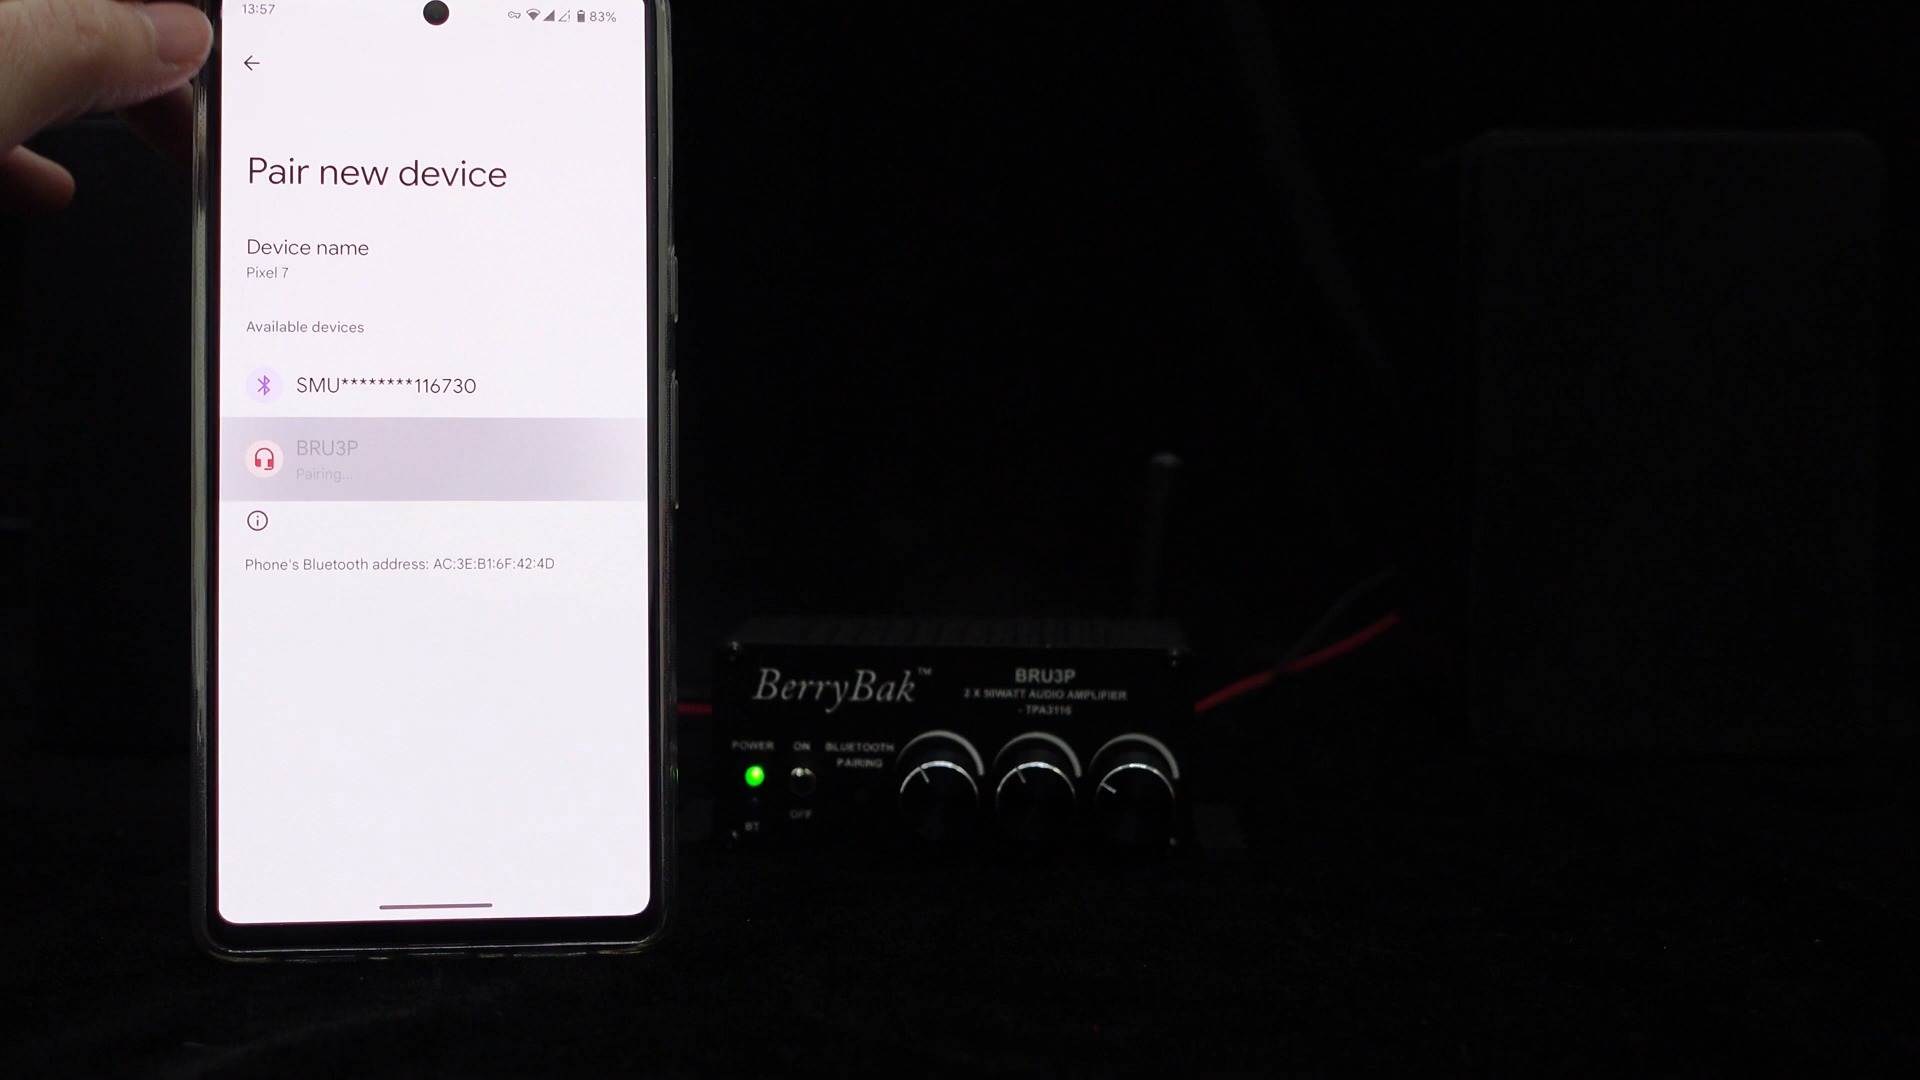 13:57
83%
Pair new device
Device name
Pixel 7
Available devices
SMU********116730
BRU3P
Pairing...
Phone's Bluetooth address: AC:3E:B1:6F:42:4D
BerryBak™
BRU3P
2 X 50WATT AUDIO AMPLIFIER
- TPA3116
POWER
ON
BLUETOOTH
PAIRING
OFF
BT